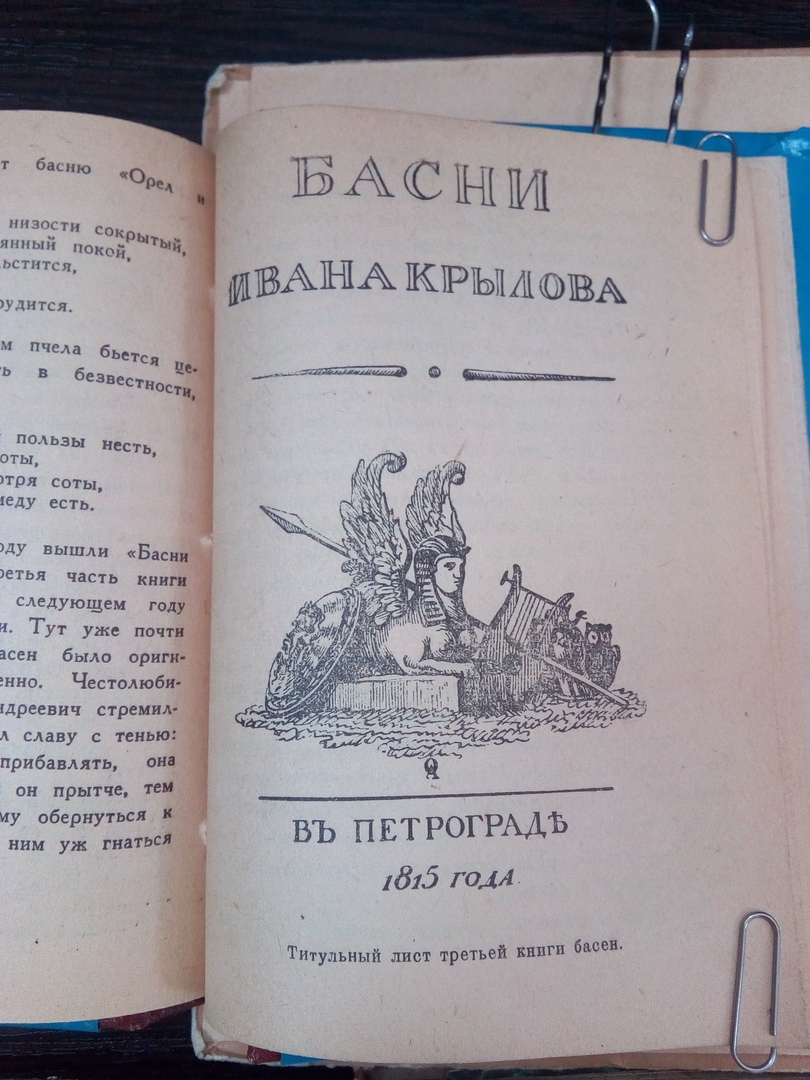 т басню «Орел и
низости сокрытый,
янный покой,
ьстится,
рудится.
м пчела бьется це-
ь в безвестности,
пользы несть,
оты,
отря соты,
меду есть.
оду вышли «Басни
ретья часть книги
следующем году
и. Тут уже почти
асен было ориги-
енно. Честолюби-
ндреевич стремил-
л славу с тенью:
прибавлять, она
он прытче, тем
му обернуться к
ним уж гнаться
БАСНИ
ИВАНА КРЫЛОВА
ВЪ ПЕТРОГРАДѢ
1815 ГОДА
Титульный лист третьей книги басен.